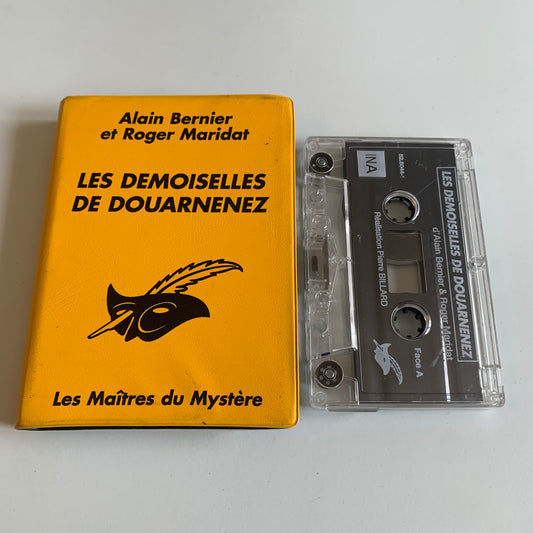 Alain Bernier
et Roger Maridat
LES DEMOISELLES
DE DOUARNENEZ
Les Maîtres du Mystère
INA
LES DEMOISELLES DE DOUARNENEZ
d'Alain Bernier & Roger Maridat
Réalisation Pierre BILLARD
Face A